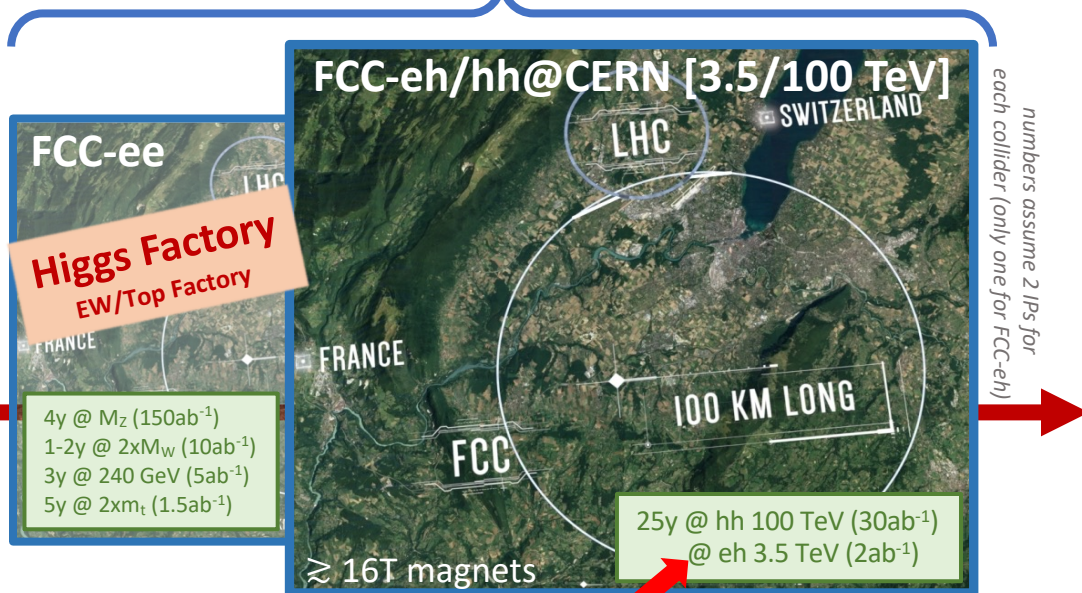 FCC-eh/hh@CERN [3.5/100 TeV]
SWITZERLAND
LHC
FCC-ee
LHC
Higgs Factory
EW/Top Factory
FRANCE
FRANCE
100 KM LONG
FCC
4y @ M_Z (150ab⁻¹)
1-2y @ 2xM_W (10ab⁻¹)
3y @ 240 GeV (5ab⁻¹)
5y @ 2xm_t (1.5ab⁻¹)
25y @ hh 100 TeV (30ab⁻¹)
@ eh 3.5 TeV (2ab⁻¹)
≳ 16T magnets
numbers assume 2 IPs for
each collider (only one for FCC-eh)